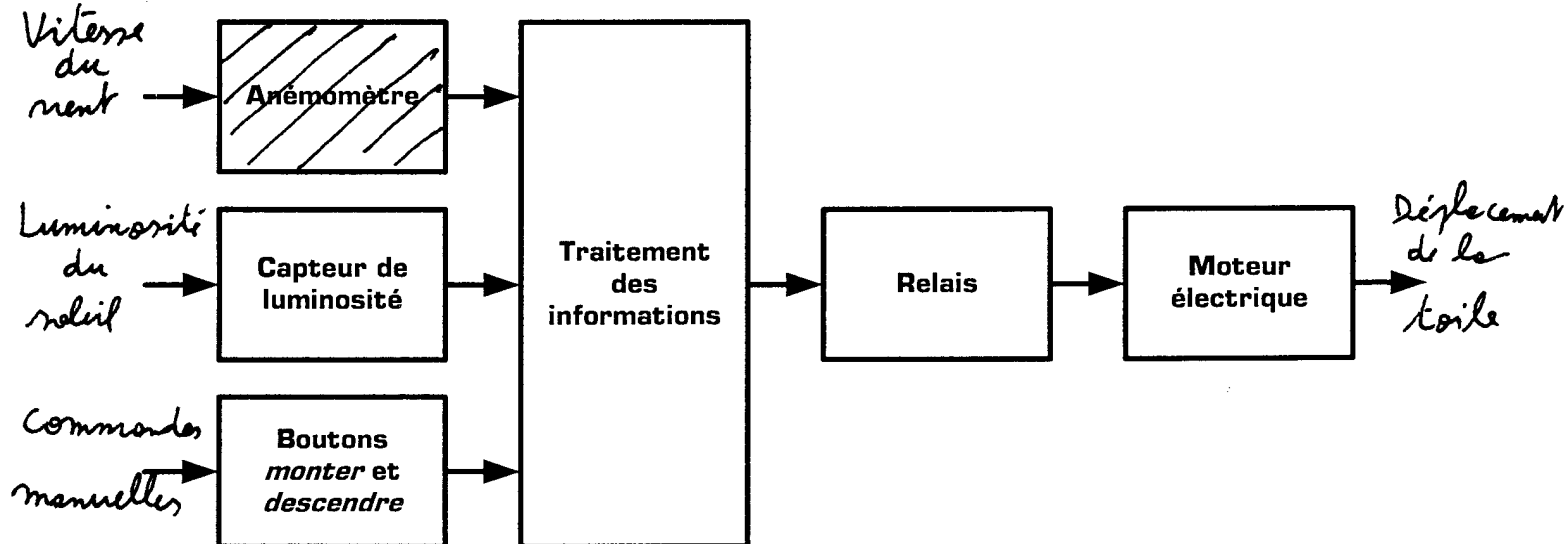 Vitesse
du
vent
Anémomètre
Luminosité
du
soleil
Capteur de
luminosité
Commandes
manuelles
Boutons
monter et
descendre
Traitement
des
informations
Relais
Moteur
électrique
Déplacement
de la
toile